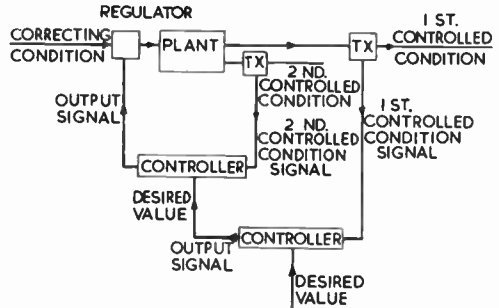 REGULATOR
1 ST.
CONTROLLED
CONDITION
CORRECTING
CONDITION
PLANT
TX
TX
2 ND.
CONTROLLED
CONDITION
OUTPUT
SIGNAL
2 ND.
CONTROLLED
CONDITION
SIGNAL
1 ST.
CONTROLLED
CONDITION
SIGNAL
CONTROLLER
DESIRED
VALUE
OUTPUT
SIGNAL
CONTROLLER
DESIRED
VALUE